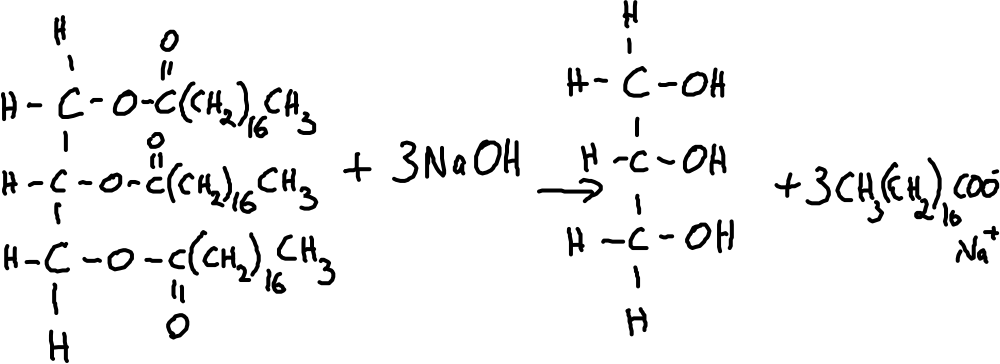 H H
O
H-C-O-C(CH2)16CH3 H-C-OH
O
H-C-O-C(CH2)16CH3 + 3NaOH → H-C-OH + 3CH3(CH2)16COO⁻
H-C-O-C(CH2)16CH3 H-C-OH Na⁺
O
H H